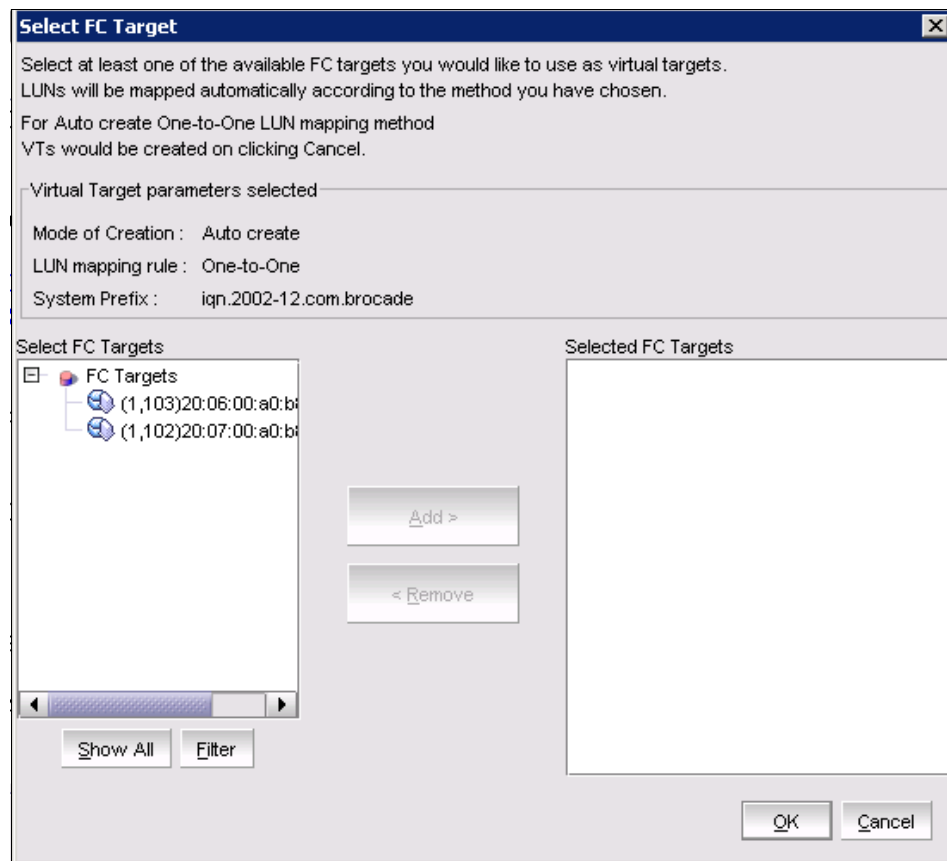 Select FC Target
Select at least one of the available FC targets you would like to use as virtual targets.
LUNs will be mapped automatically according to the method you have chosen.
For Auto create One-to-One LUN mapping method
VTs would be created on clicking Cancel.
Virtual Target parameters selected
Mode of Creation : Auto create
LUN mapping rule : One-to-One
System Prefix : iqn.2002-12.com.brocade
Select FC Targets
Selected FC Targets
FC Targets
(1,103)20:06:00:a0:b
(1,102)20:07:00:a0:b
Add >
< Remove
Show All
Filter
OK
Cancel